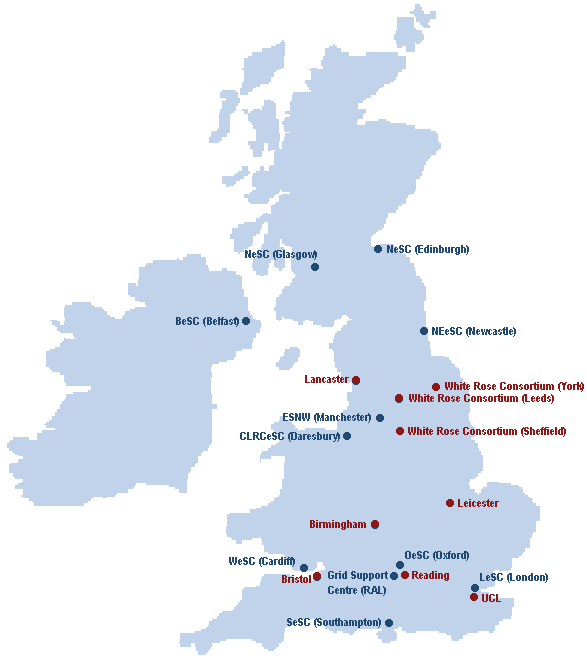 NeSC (Edinburgh)
NeSC (Glasgow)
BeSC (Belfast)
NEeSC (Newcastle)
Lancaster
White Rose Consortium (York)
White Rose Consortium (Leeds)
ESNW (Manchester)
White Rose Consortium (Sheffield)
CLRCeSC (Daresbury)
Leicester
Birmingham
OeSC (Oxford)
WeSC (Cardiff)
Bristol
Grid Support
Centre (RAL)
Reading
LeSC (London)
UCL
SeSC (Southampton)